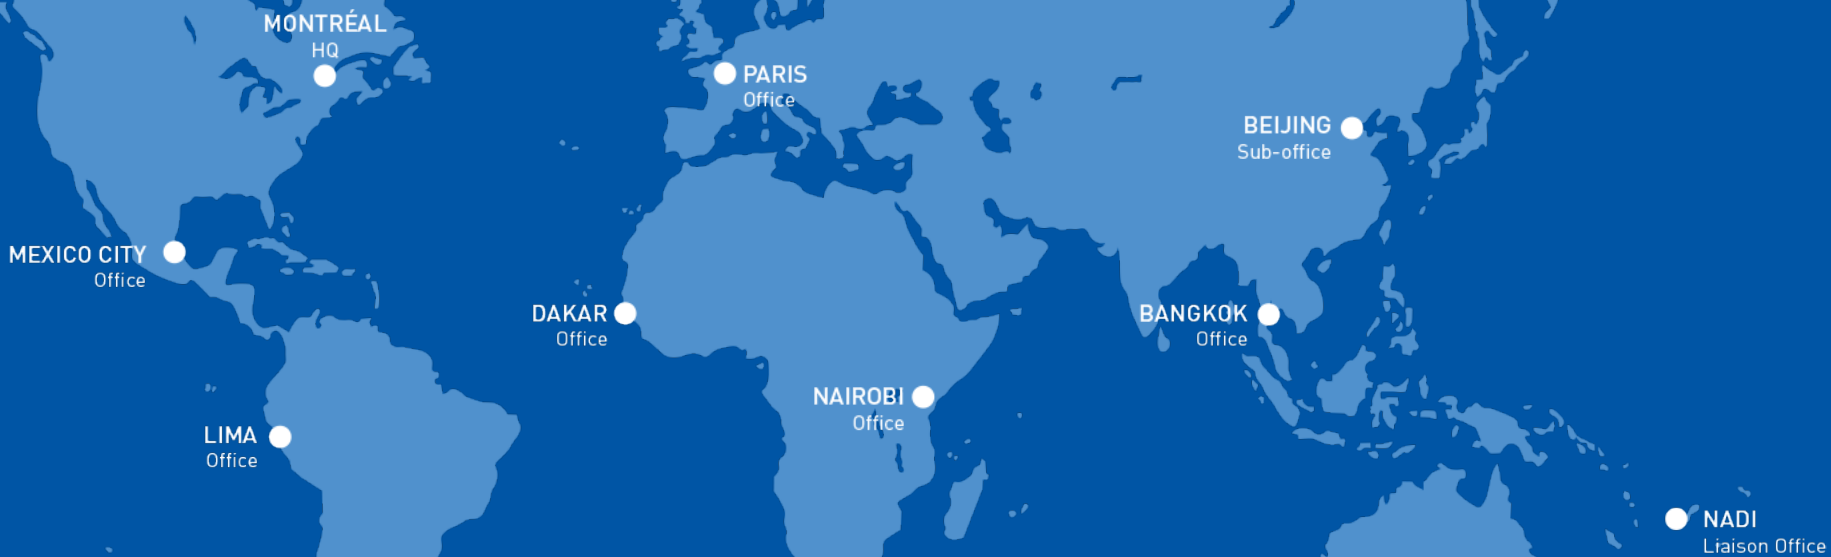 MONTRÉAL
HQ
PARIS
Office
BEIJING
Sub-office
MEXICO CITY
Office
DAKAR
Office
BANGKOK
Office
NAIROBI
Office
LIMA
Office
NADI
Liaison Office